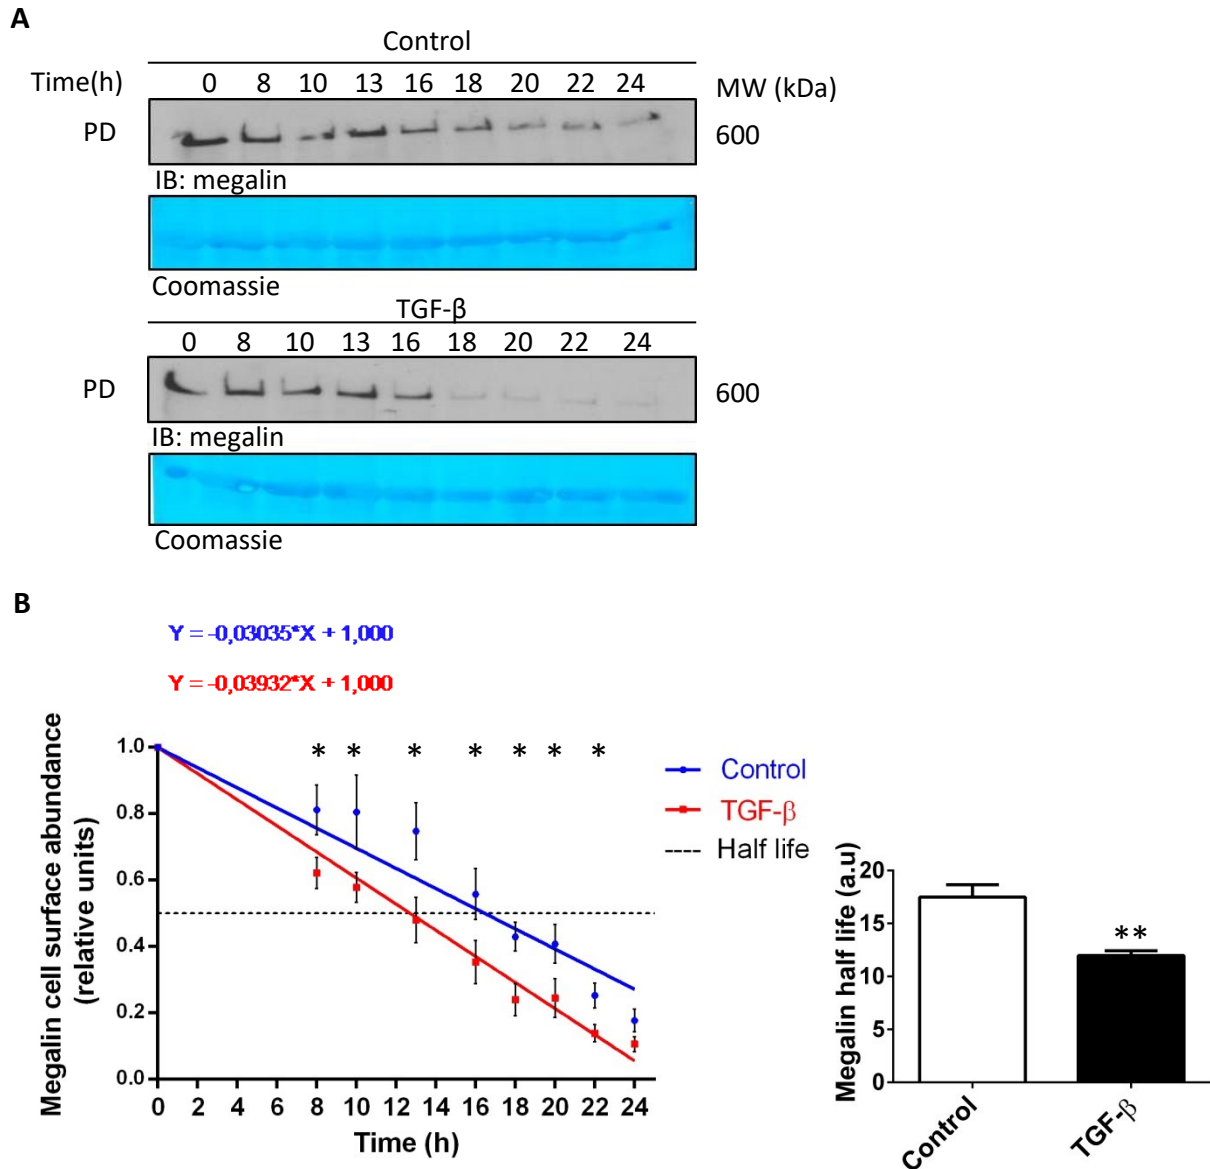 A
Control
Time(h) 0 8 10 13 16 18 20 22 24 MW (kDa)
PD 600
IB: megalin
Coomassie
TGF-β
0 8 10 13 16 18 20 22 24
PD 600
IB: megalin
Coomassie
B
Y = -0,03035*X + 1,000
Y = -0,03932*X + 1,000
Megalin cell surface abundance
(relative units)
1.0
0.8
0.6
0.4
0.2
0.0
* * * * * * *
0 2 4 6 8 10 12 14 16 18 20 22 24
Time (h)
Control
TGF-β
Half life
Megalin half life (a.u)
20
15
10
5
0
**
Control
TGF-β